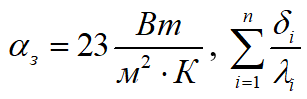 α_з = 23 Вт / (м² · К), ∑_{i=1}^{n} δ_i / λ_i